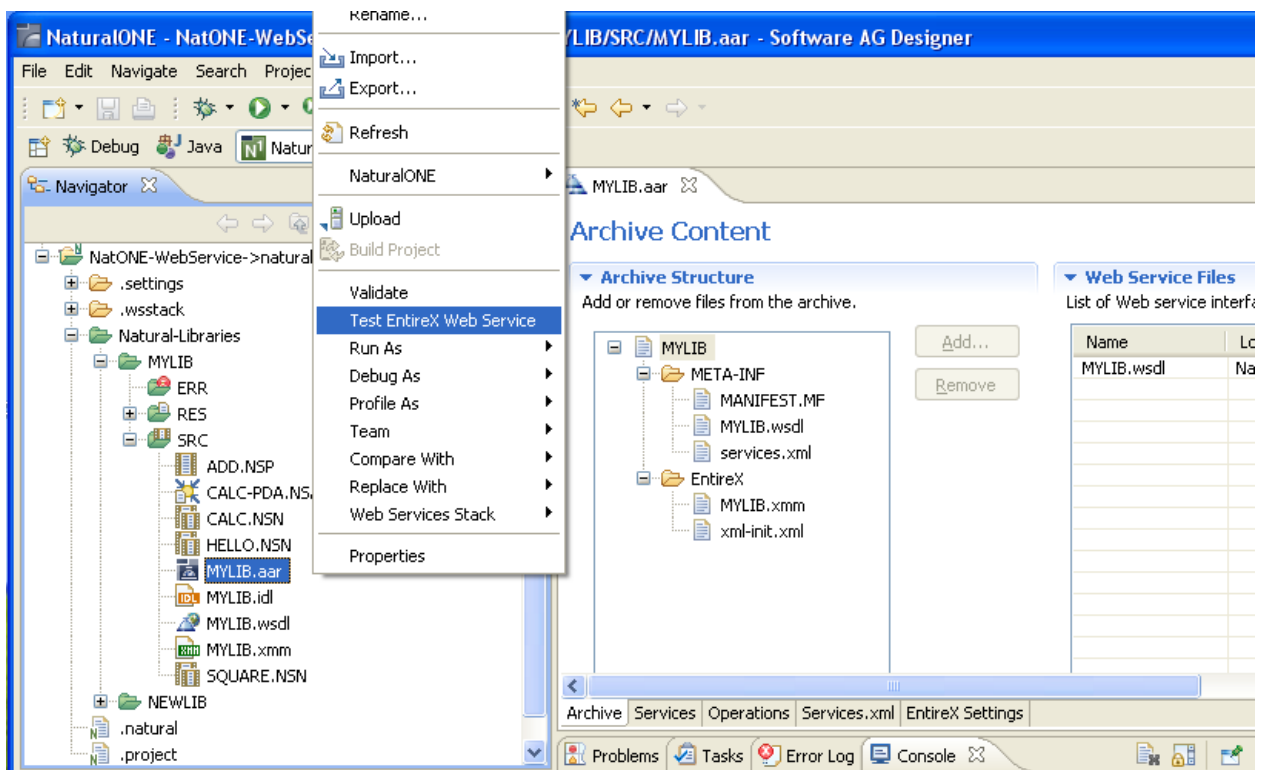 NaturalONE - NatONE-WebSe
YLIB/SRC/MYLIB.aar - Software AG Designer
File Edit Navigate Search Projec
Debug Java Natur
Navigator
NatONE-WebService->natural
.settings
.wsstack
Natural-Libraries
MYLIB
ERR
RES
SRC
ADD.NSP
CALC-PDA.NS
CALC.NSN
HELLO.NSN
MYLIB.aar
MYLIB.idl
MYLIB.wsdl
MYLIB.xmm
SQUARE.NSN
NEWLIB
.natural
.project
Rename...
Import...
Export...
Refresh
NaturalONE
Upload
Build Project
Validate
Test EntireX Web Service
Run As
Debug As
Profile As
Team
Compare With
Replace With
Web Services Stack
Properties
MYLIB.aar
Archive Content
Archive Structure
Add or remove files from the archive.
MYLIB
META-INF
MANIFEST.MF
MYLIB.wsdl
services.xml
EntireX
MYLIB.xmm
xml-init.xml
Add...
Remove
Web Service Files
List of Web service interfa
Name Lo
MYLIB.wsdl Na
Archive Services Operations Services.xml EntireX Settings
Problems Tasks Error Log Console